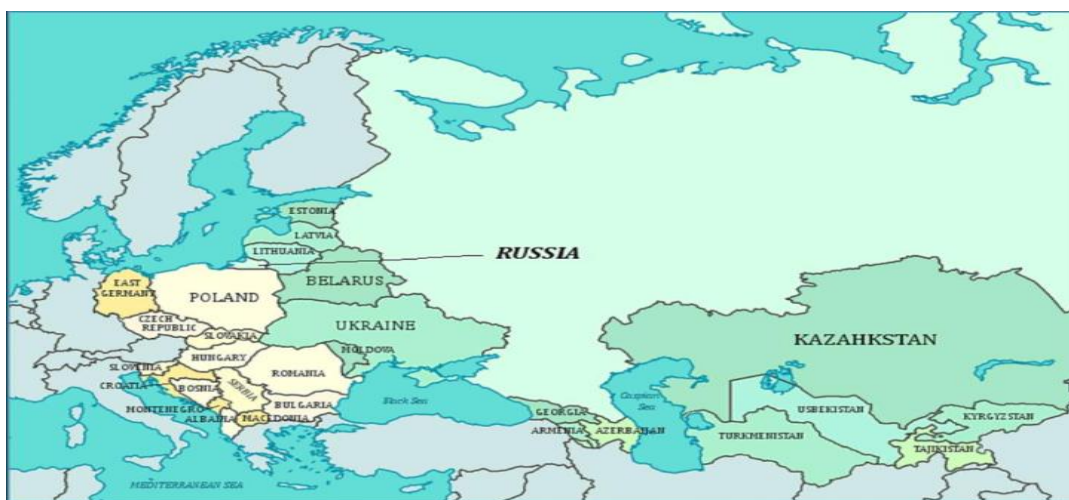 ESTONIA
LATVIA
LITHUANIA
RUSSIA
BELARUS
EAST
GERMANY
POLAND
CZECH
REPUBLIC
UKRAINE
SLOVAKIA
KAZAHKSTAN
MOLDOVA
HUNGARY
SLOVENIA
ROMANIA
CROATIA
BOSNIA
SERBIA
Black Sea
Caspian
Sea
MONTENEGRO
BULGARIA
ALBANIA
MACEDONIA
GEORGIA
ARMENIA
AZERBAIJAN
USBEKISTAN
KYRGYZSTAN
TURKMENISTAN
TAJIKISTAN
MEDITERRANEAN SEA